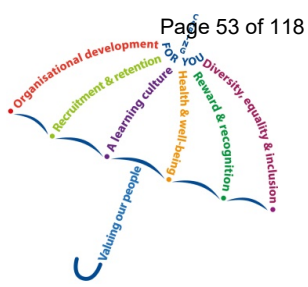 Page 53 of 118
FOR YOU
Organisational development
Recruitment & retention
A learning culture
Health & well-being
Reward & recognition
Diversity, equality & inclusion
Valuing our people